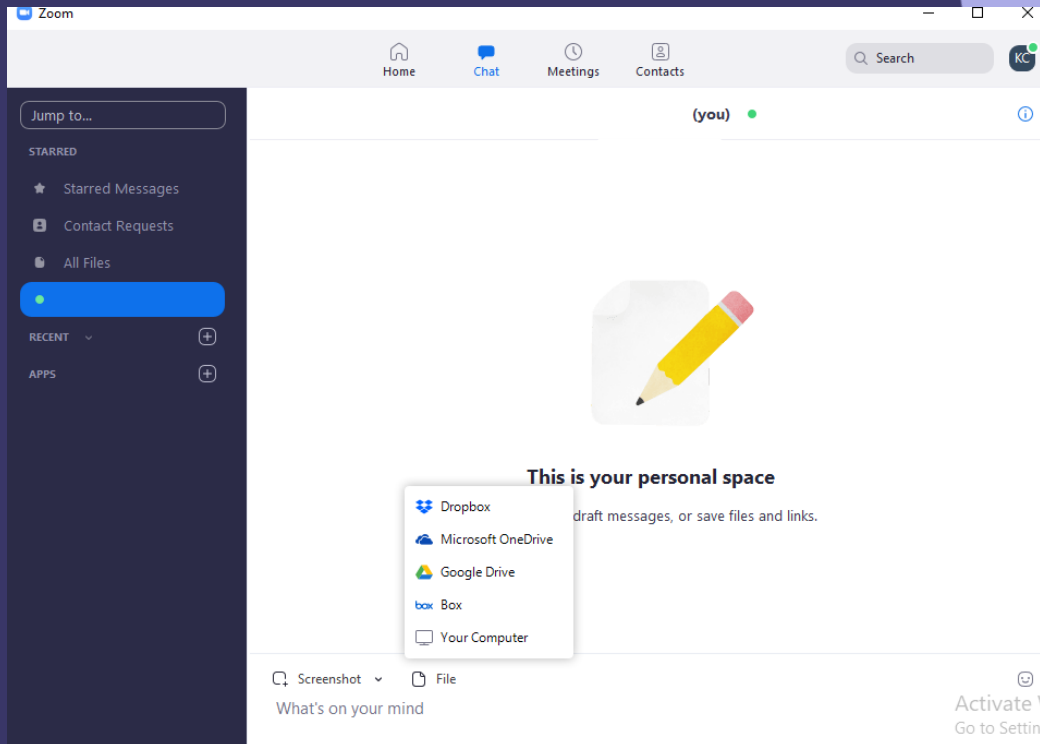 Zoom
Home Chat Meetings Contacts
Search
KC
Jump to...
(you)
STARRED
Starred Messages
Contact Requests
All Files
RECENT
APPS
This is your personal space
draft messages, or save files and links.
Dropbox
Microsoft OneDrive
Google Drive
box Box
Your Computer
Screenshot File
What's on your mind
Activate
Go to Settin